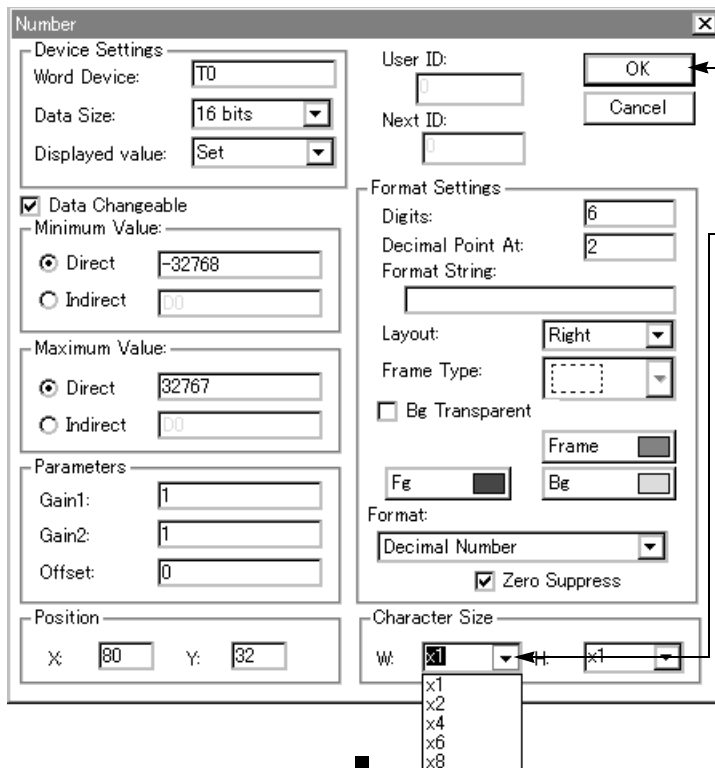 Number
Device Settings
Word Device: T0
Data Size: 16 bits
Displayed value: Set
User ID:
0
Next ID:
0
OK
Cancel
Data Changeable
Minimum Value:
Direct -32768
Indirect D0
Maximum Value:
Direct 32767
Indirect D0
Parameters
Gain1: 1
Gain2: 1
Offset: 0
Position
X: 80 Y: 32
Format Settings
Digits: 6
Decimal Point At: 2
Format String:
Layout: Right
Frame Type:
Bg Transparent
Frame
Fg Bg
Format:
Decimal Number
Zero Suppress
Character Size
W: x1 H: x1
x1
x2
x4
x6
x8